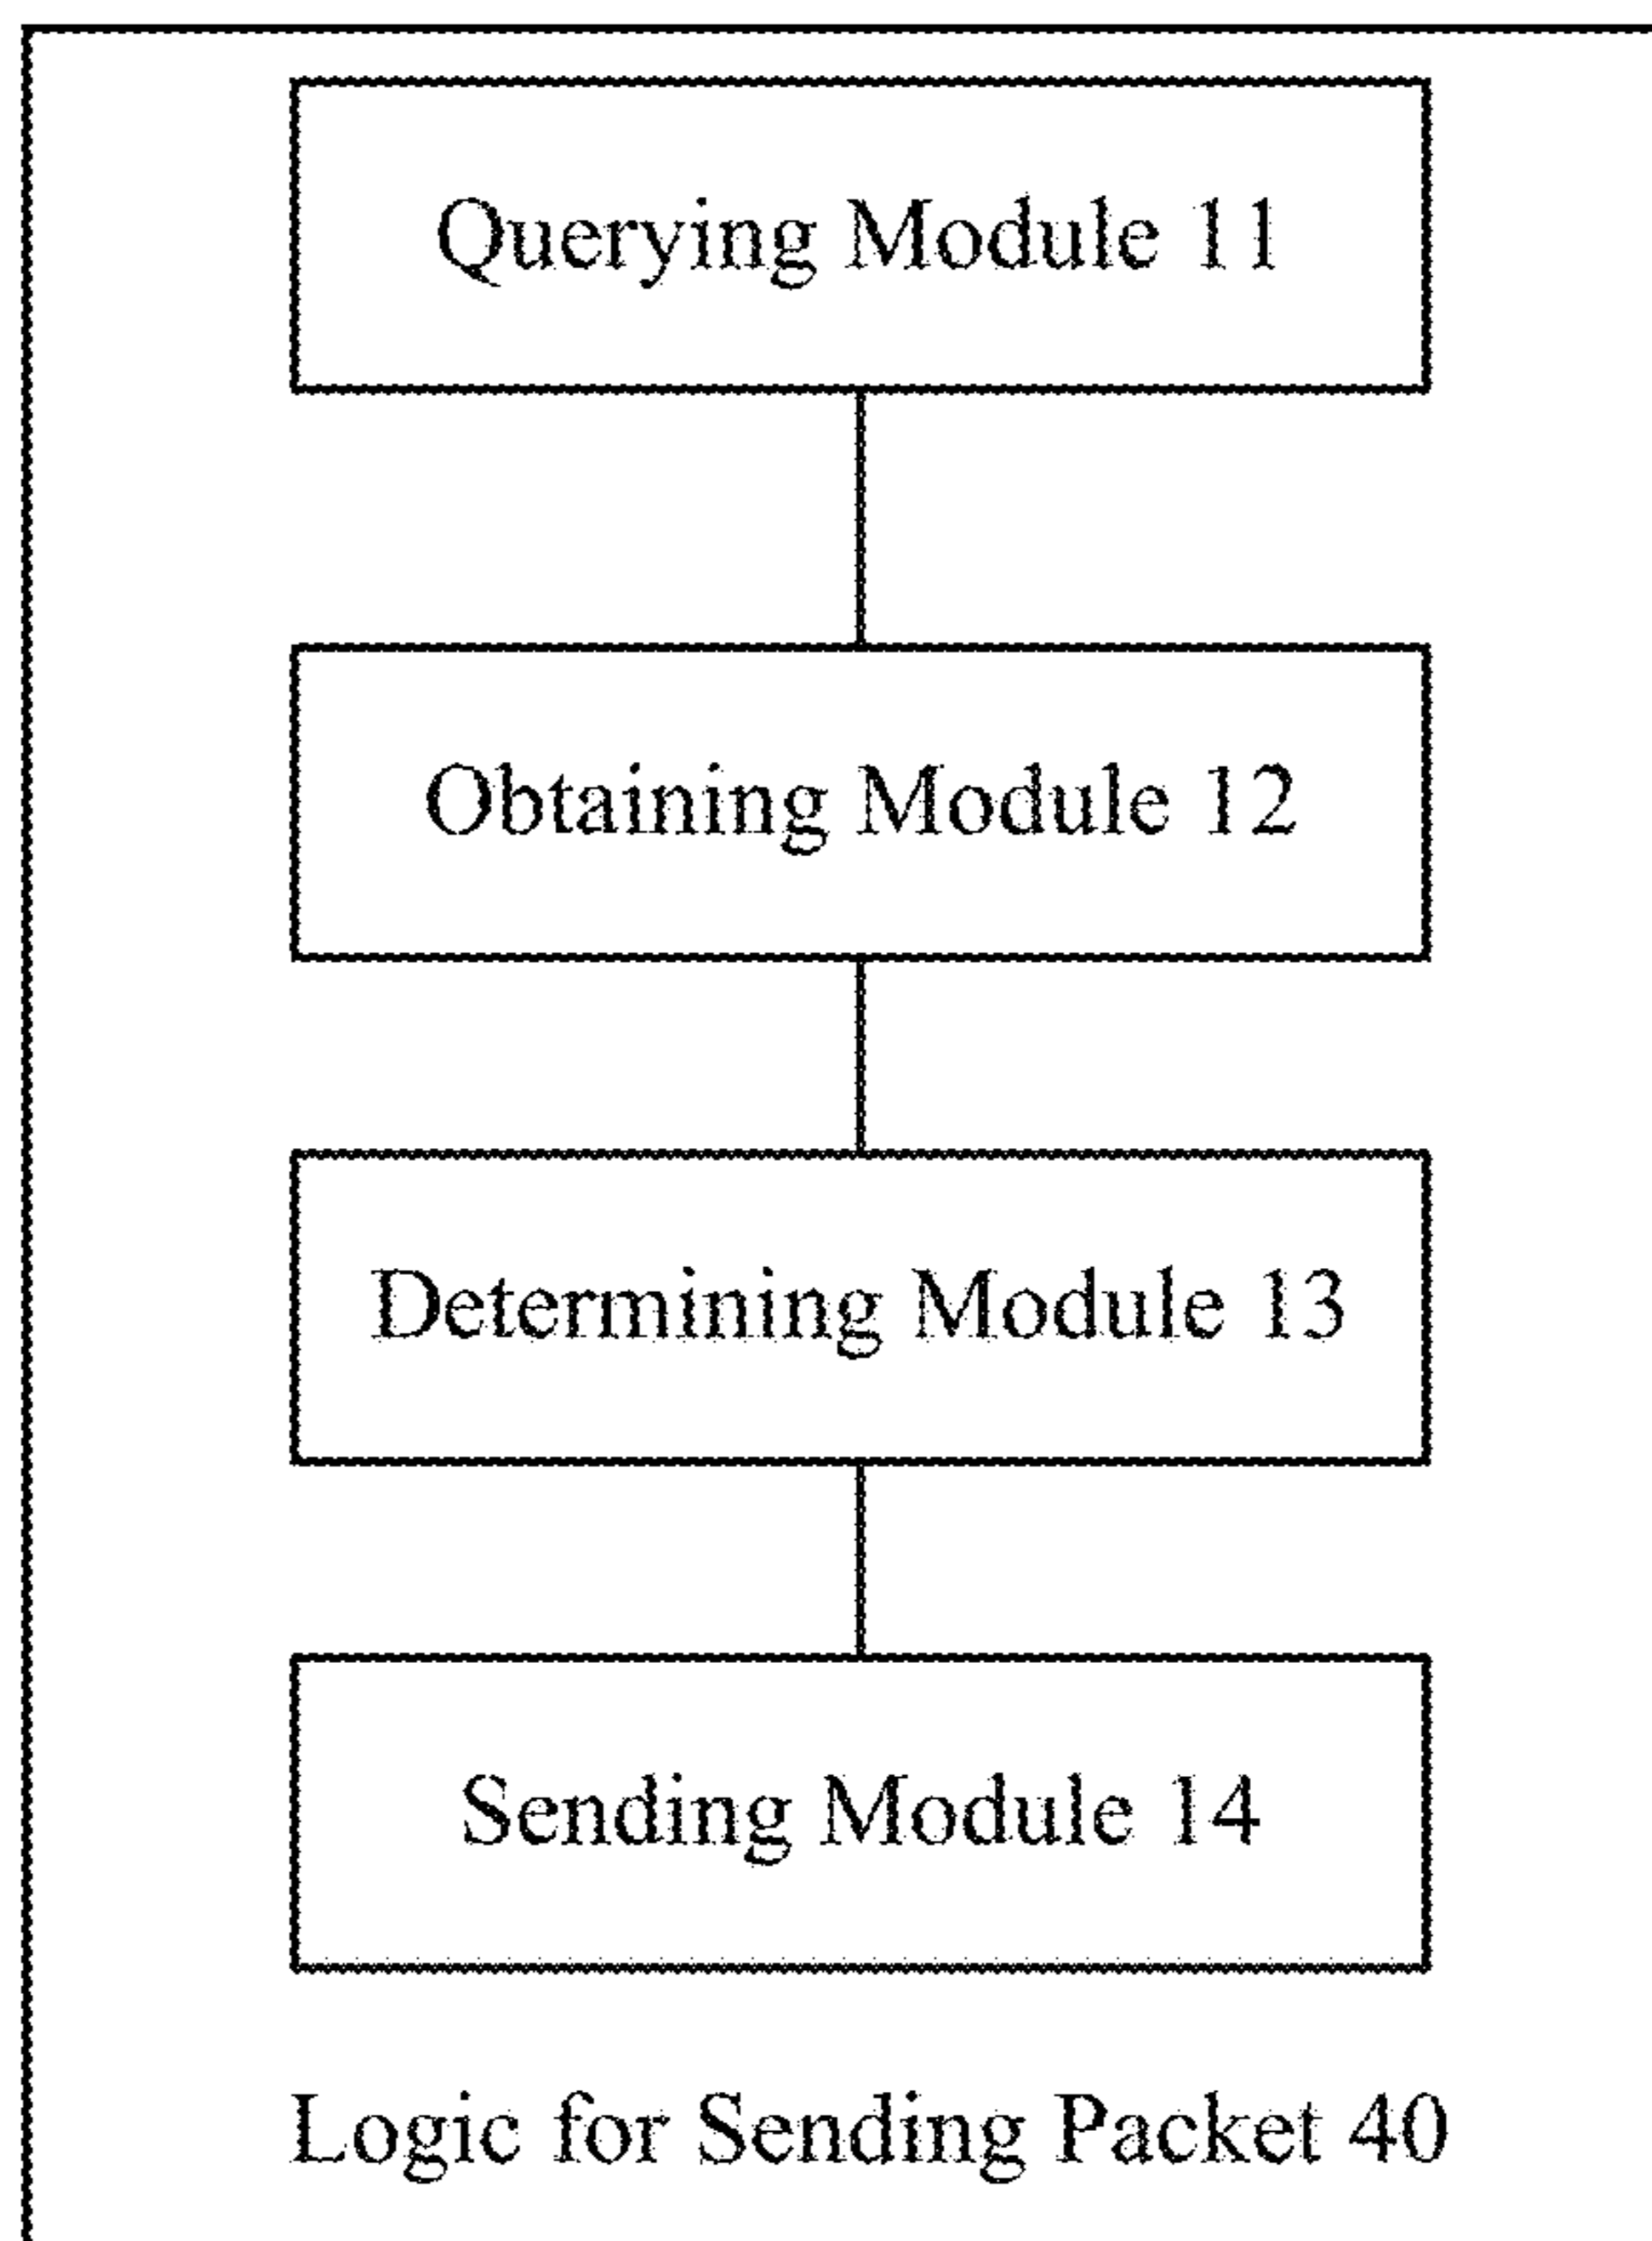 Querying Module 11
Obtaining Module 12
Determining Module 13
Sending Module 14
Logic for Sending Packet 40